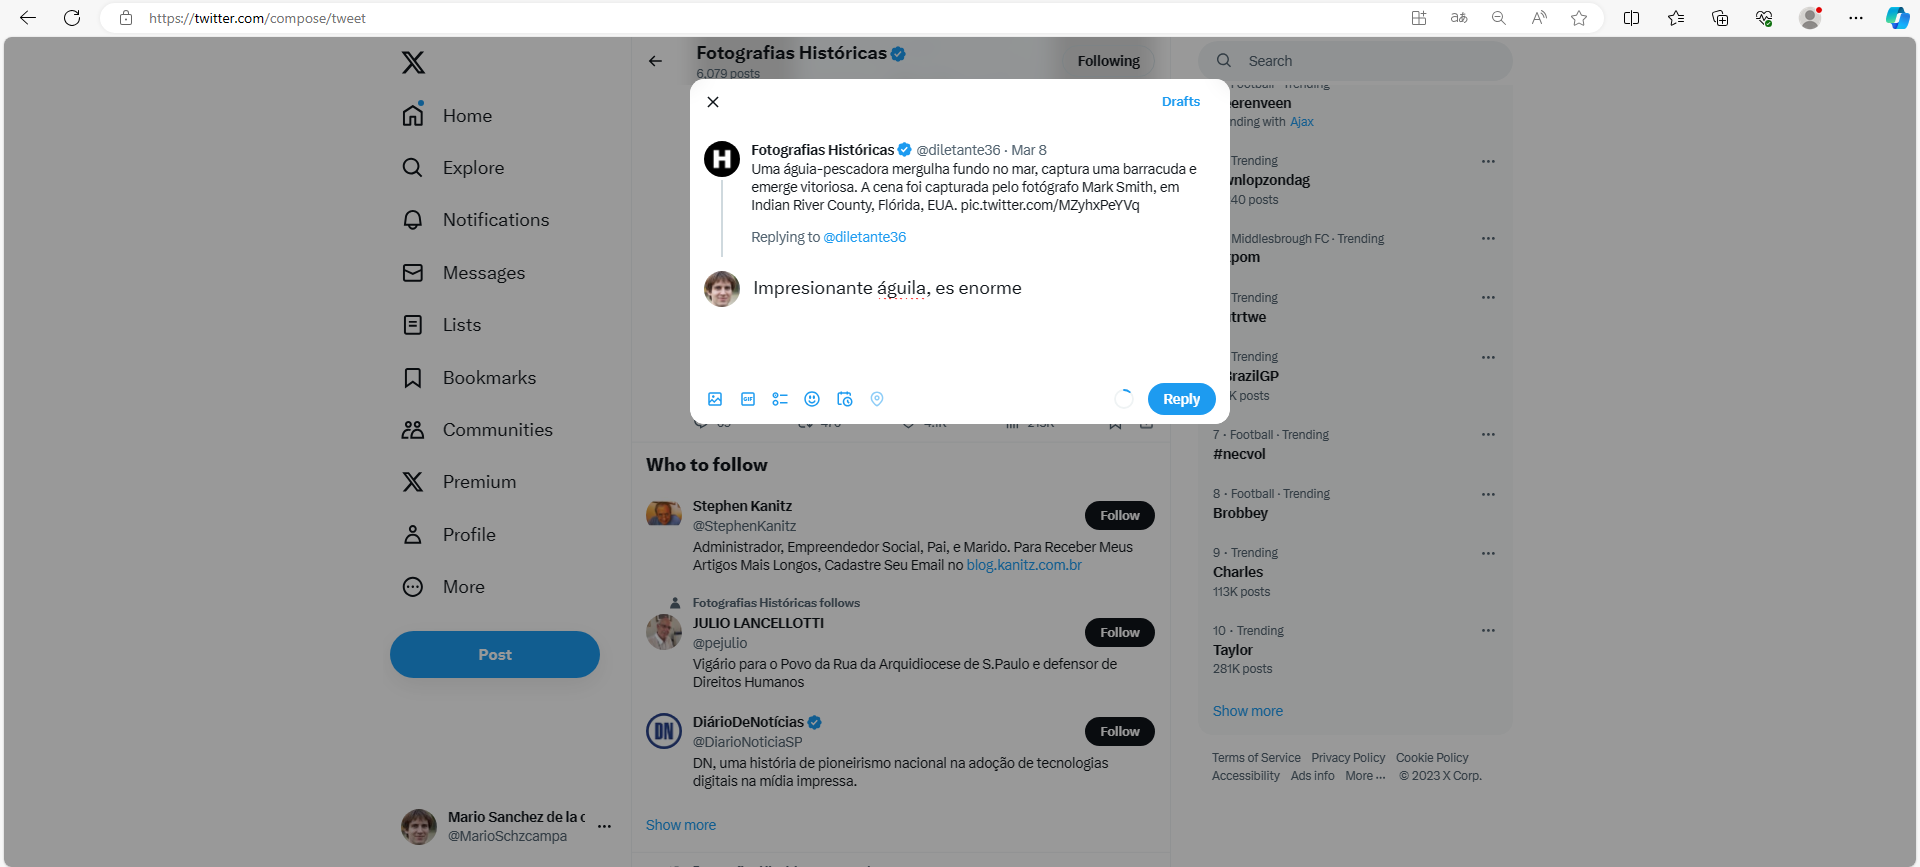 https://twitter.com/compose/tweet
Home
Explore
Notifications
Messages
Lists
Bookmarks
Communities
Premium
Profile
More
Post
Mario Sanchez de la c
@MarioSchzcampa
Fotografias Históricas
6,079 posts
Following
Drafts
Fotografias Históricas @diletante36 · Mar 8
Uma águia-pescadora mergulha fundo no mar, captura uma barracuda e
emerge vitoriosa. A cena foi capturada pelo fotógrafo Mark Smith, em
Indian River County, Flórida, EUA. pic.twitter.com/MZyhxPeYVq
Replying to @diletante36
Impresionante águila, es enorme
GIF
Reply
Who to follow
Stephen Kanitz
@StephenKanitz
Follow
Administrador, Empreendedor Social, Pai, e Marido. Para Receber Meus
Artigos Mais Longos, Cadastre Seu Email no blog.kanitz.com.br
Fotografias Históricas follows
JULIO LANCELLOTTI
@pejulio
Follow
Vigário para o Povo da Rua da Arquidiocese de S.Paulo e defensor de
Direitos Humanos
DN
DiárioDeNotícias
@DiarioNoticiaSP
Follow
DN, uma história de pioneirismo nacional na adoção de tecnologias
digitais na mídia impressa.
Show more
Search
Football · Trending
erenveen
nding with Ajax
Trending
nlopzondag
40 posts
Middlesbrough FC · Trending
pom
Trending
trtwe
Trending
razilGP
K posts
7 · Football · Trending
#necvol
8 · Football · Trending
Brobbey
9 · Trending
Charles
113K posts
10 · Trending
Taylor
281K posts
Show more
Terms of Service Privacy Policy Cookie Policy
Accessibility Ads info More ... © 2023 X Corp.